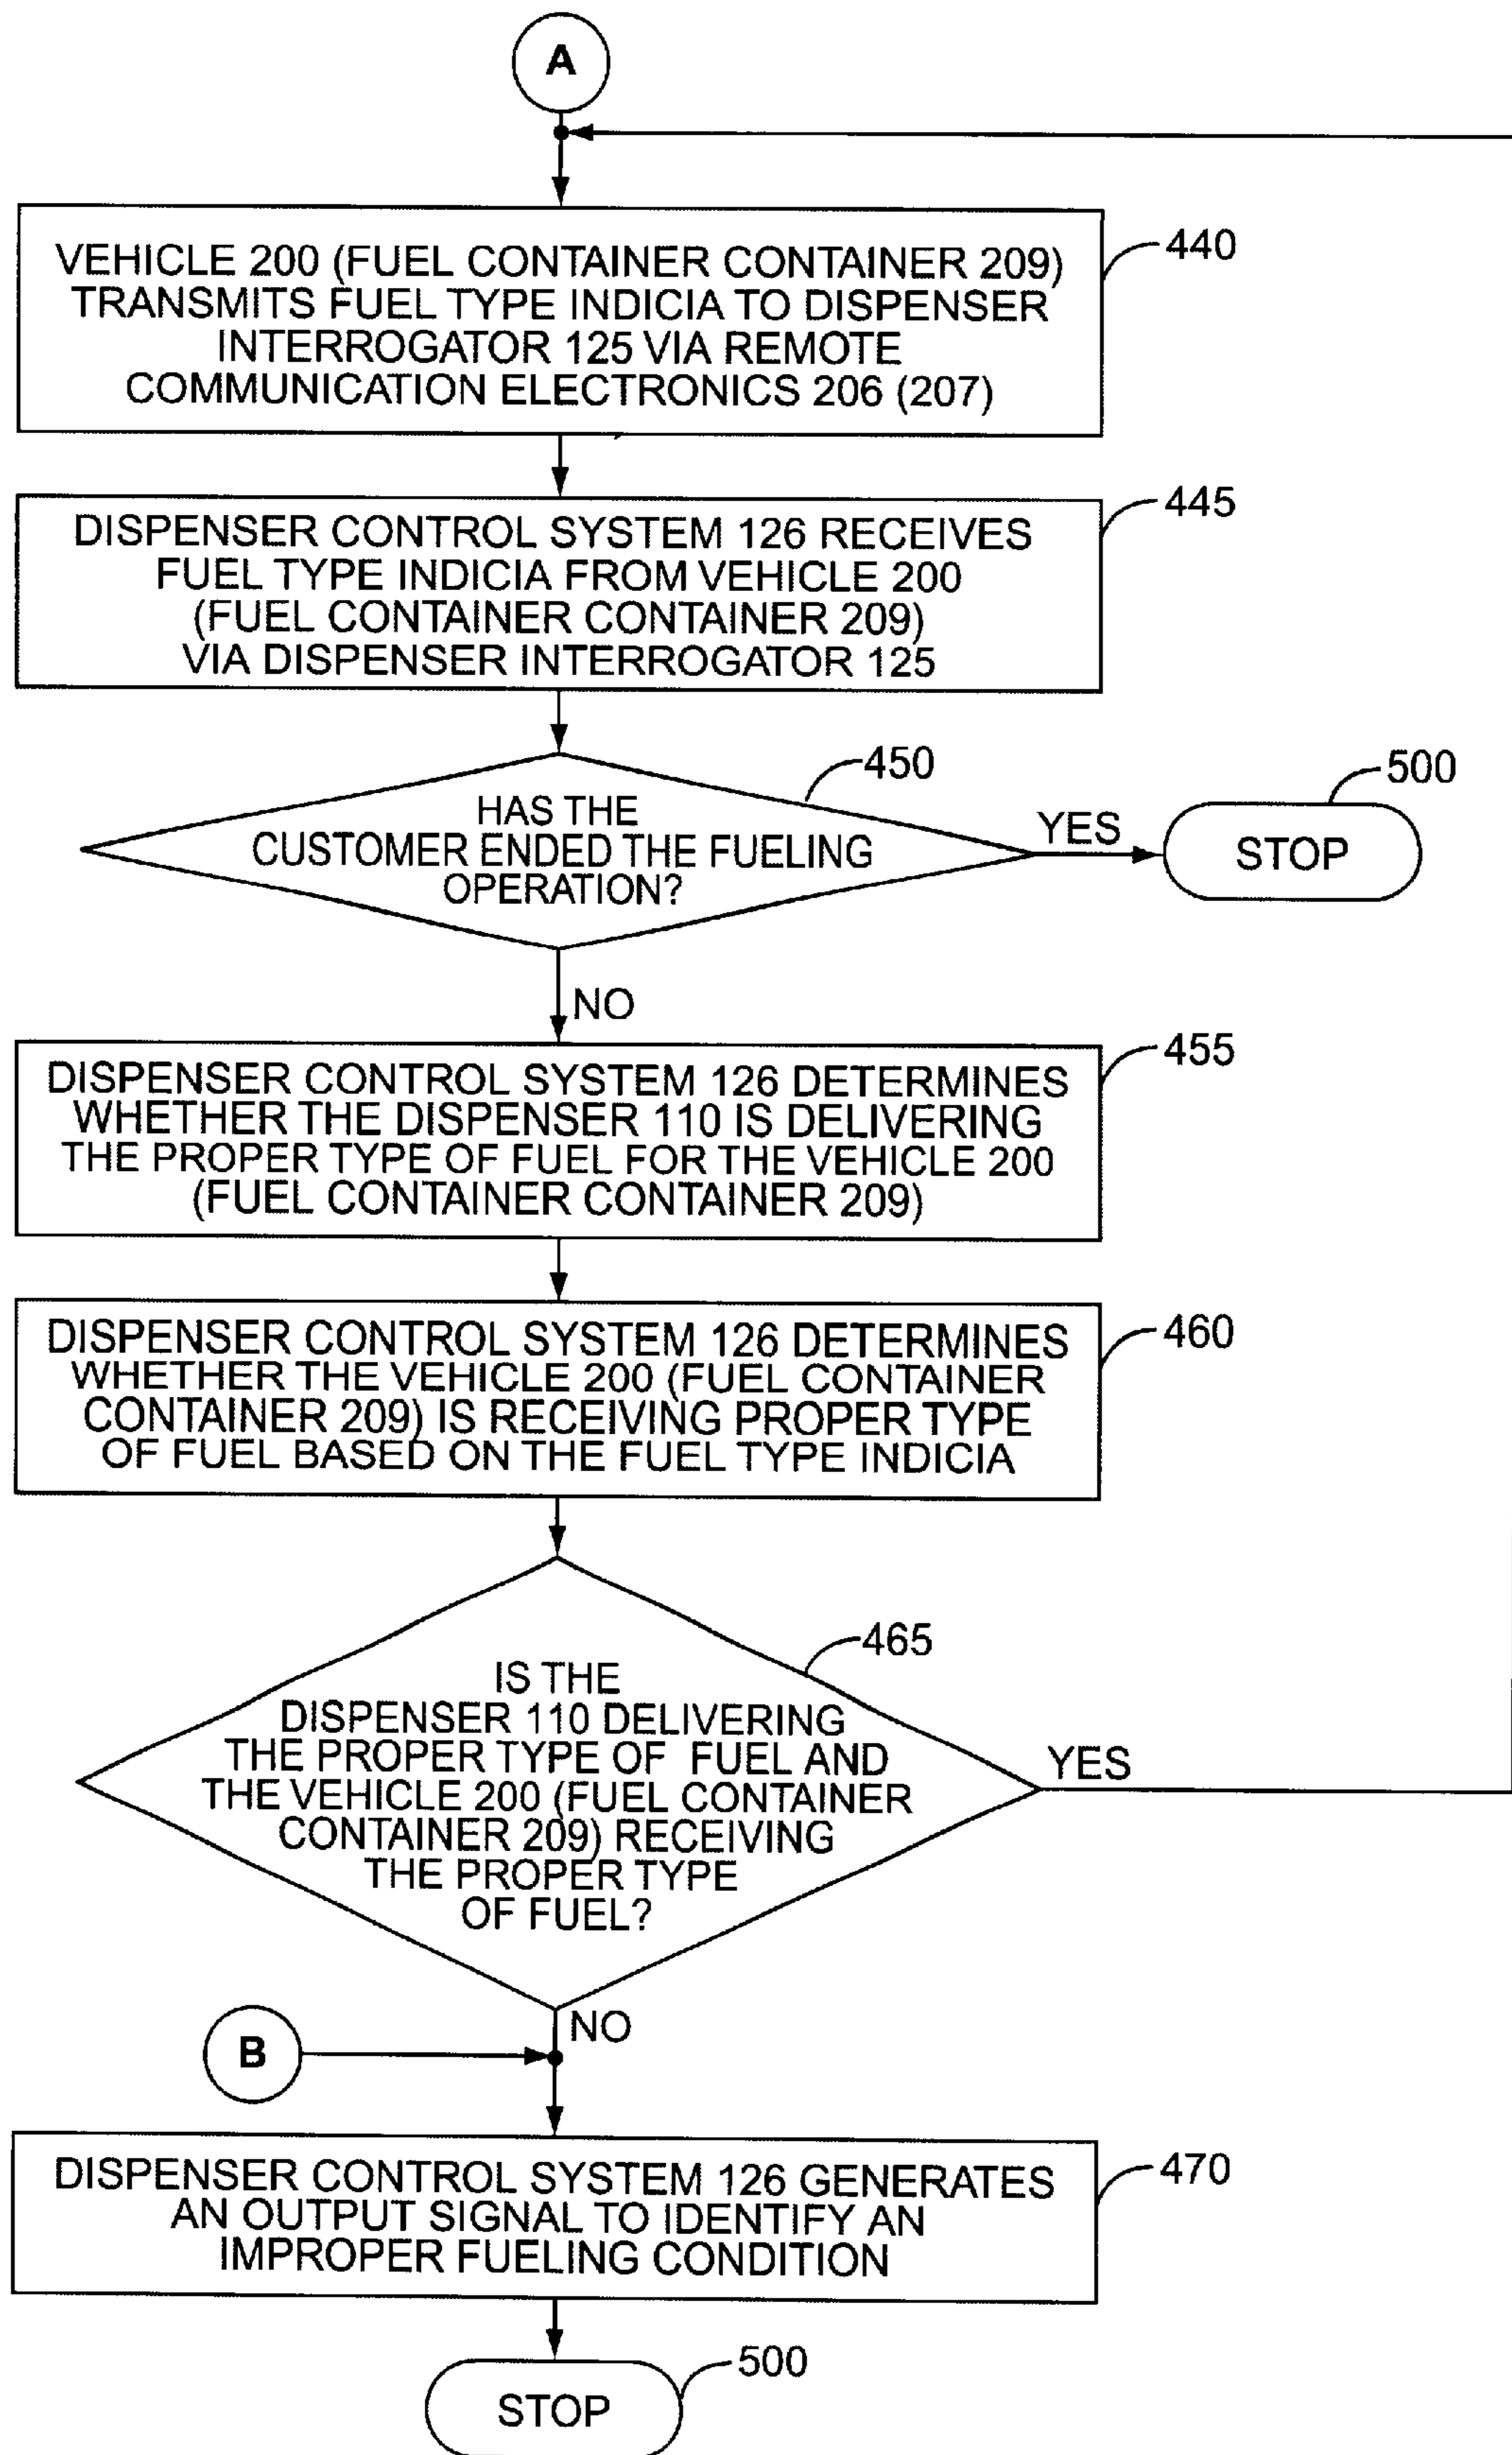 A
VEHICLE 200 (FUEL CONTAINER CONTAINER 209)
TRANSMITS FUEL TYPE INDICIA TO DISPENSER
INTERROGATOR 125 VIA REMOTE
COMMUNICATION ELECTRONICS 206 (207)
440
DISPENSER CONTROL SYSTEM 126 RECEIVES
FUEL TYPE INDICIA FROM VEHICLE 200
(FUEL CONTAINER CONTAINER 209)
VIA DISPENSER INTERROGATOR 125
445
HAS THE
CUSTOMER ENDED THE FUELING
OPERATION?
450
YES
STOP
500
NO
DISPENSER CONTROL SYSTEM 126 DETERMINES
WHETHER THE DISPENSER 110 IS DELIVERING
THE PROPER TYPE OF FUEL FOR THE VEHICLE 200
(FUEL CONTAINER CONTAINER 209)
455
DISPENSER CONTROL SYSTEM 126 DETERMINES
WHETHER THE VEHICLE 200 (FUEL CONTAINER
CONTAINER 209) IS RECEIVING PROPER TYPE
OF FUEL BASED ON THE FUEL TYPE INDICIA
460
IS THE
DISPENSER 110 DELIVERING
THE PROPER TYPE OF FUEL AND
THE VEHICLE 200 (FUEL CONTAINER
CONTAINER 209) RECEIVING
THE PROPER TYPE
OF FUEL?
465
YES
NO
B
DISPENSER CONTROL SYSTEM 126 GENERATES
AN OUTPUT SIGNAL TO IDENTIFY AN
IMPROPER FUELING CONDITION
470
STOP
500